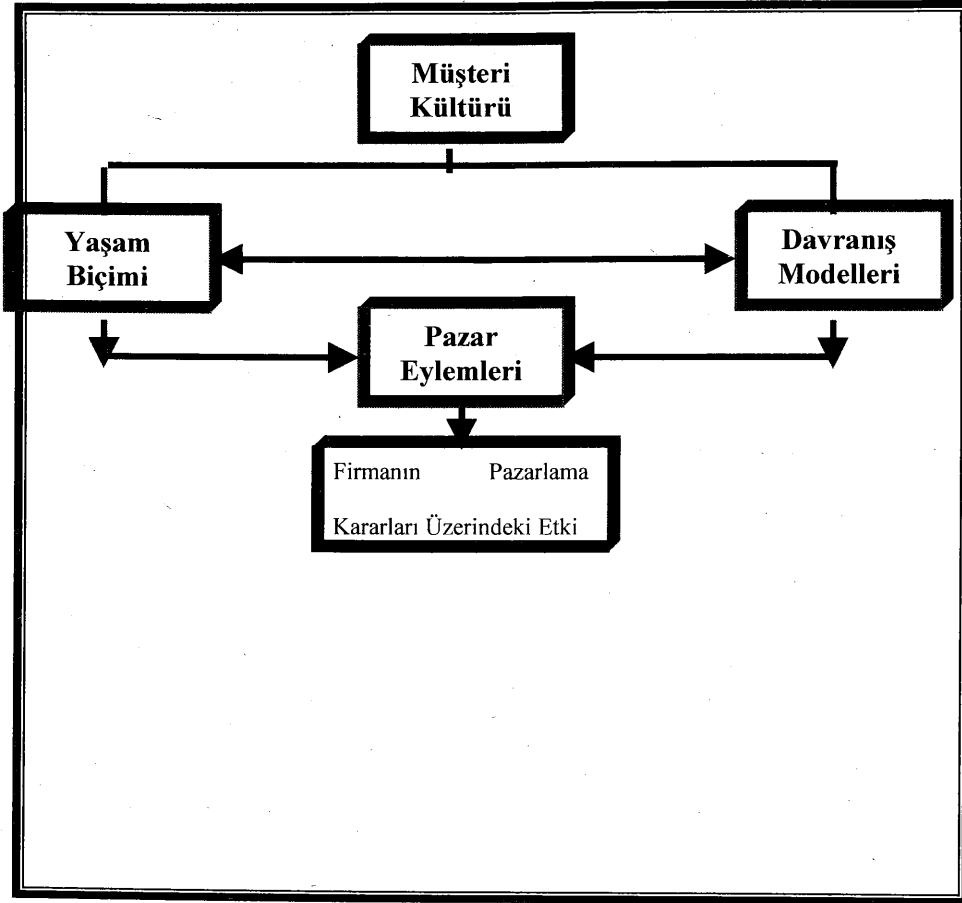 Müşteri
Kültürü
Yaşam
Biçimi
Davranış
Modelleri
Pazar
Eylemleri
Firmanın Pazarlama
Kararları Üzerindeki Etki